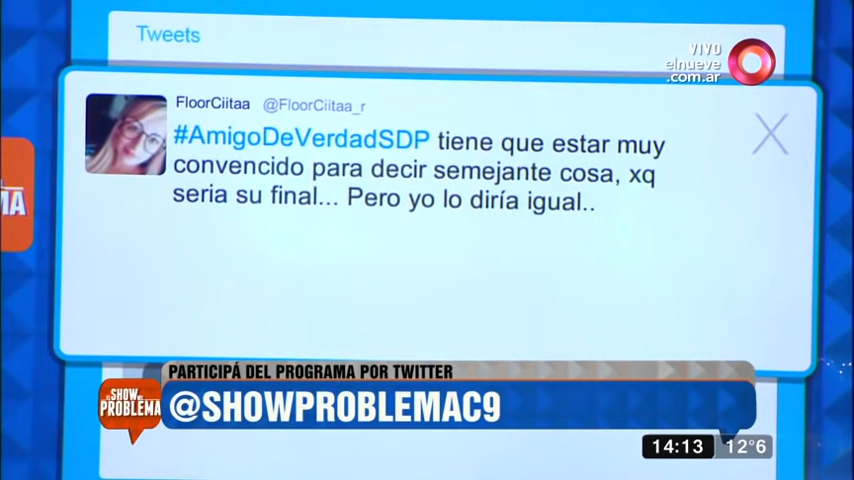 Tweets
VIVO
elnueve
.com.ar
FloorCiitaa @FloorCiitaa_r
#AmigoDeVerdadSDP tiene que estar muy
convencido para decir semejante cosa, xq
seria su final... Pero yo lo diría igual..
MA
PARTICIPÁ DEL PROGRAMA POR TWITTER
EL SHOW DEL
PROBLEMA
@SHOWPROBLEMAC9
14:13 12°6